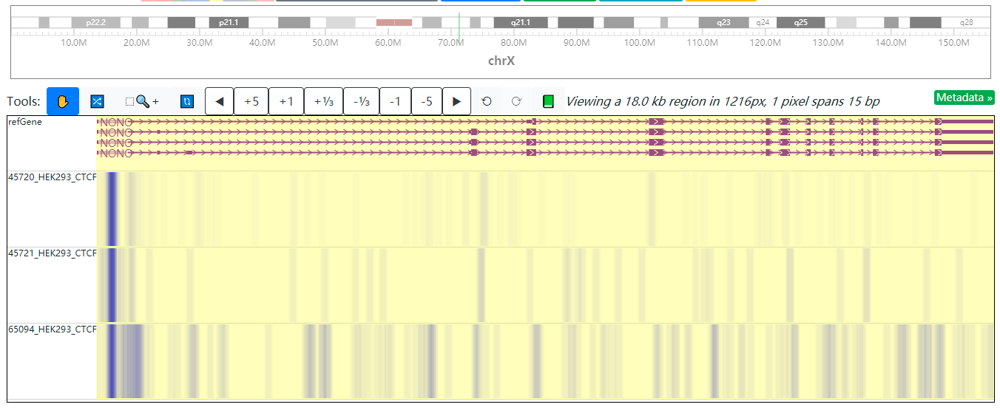 p22.2 p21.1 q21.1 q23 q24 q25 q28
10.0M 20.0M 30.0M 40.0M 50.0M 60.0M 70.0M 80.0M 90.0M 100.0M 110.0M 120.0M 130.0M 140.0M 150.0M
chrX
Tools: + ◀ +5 +1 +⅓ -⅓ -1 -5 ▶ Viewing a 18.0 kb region in 1216px, 1 pixel spans 15 bp Metadata »
refGene NONO
NONO
NONO
NONO
45720_HEK293_CTCF
45721_HEK293_CTCF
65094_HEK293_CTCF